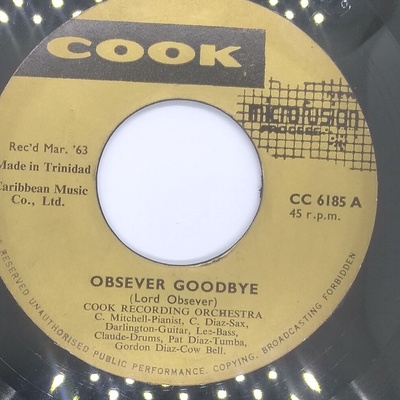 COOK
NEW
microfusion
PROCESS
Rec'd Mar. '63
Made in Trinidad
Caribbean Music
Co., Ltd.
CC 6185 A
45 r.p.m.
OBSEVER GOODBYE
(Lord Obsever)
COOK RECORDING ORCHESTRA
C. Mitchell-Pianist, C. Diaz-Sax,
Darlington-Guitar, Lee-Bass,
Claude-Drums, Pat Diaz-Tumba,
Gordon Diaz-Cow Bell.
RESERVED UNAUTHORISED PUBLIC PERFORMANCE. COPYING, BROADCASTING FORBIDDEN